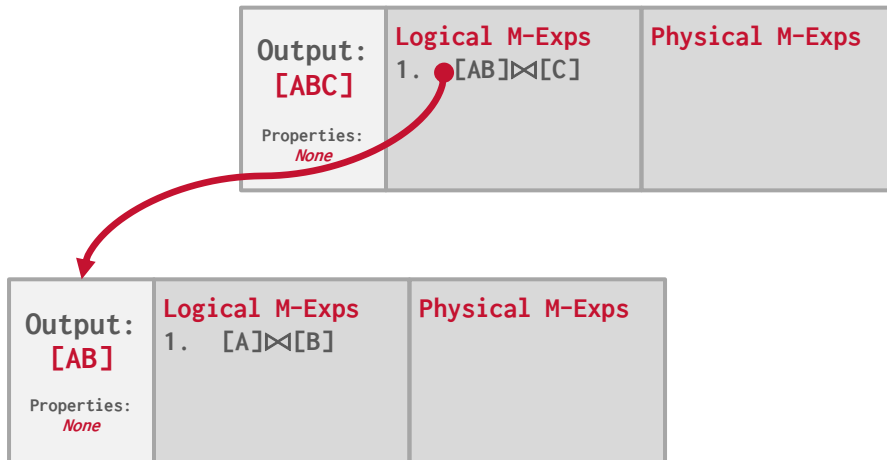 Output:
[ABC]
Properties:
None
Logical M-Exps
1. [AB]⋈[C]
Physical M-Exps
Output:
[AB]
Properties:
None
Logical M-Exps
1. [A]⋈[B]
Physical M-Exps